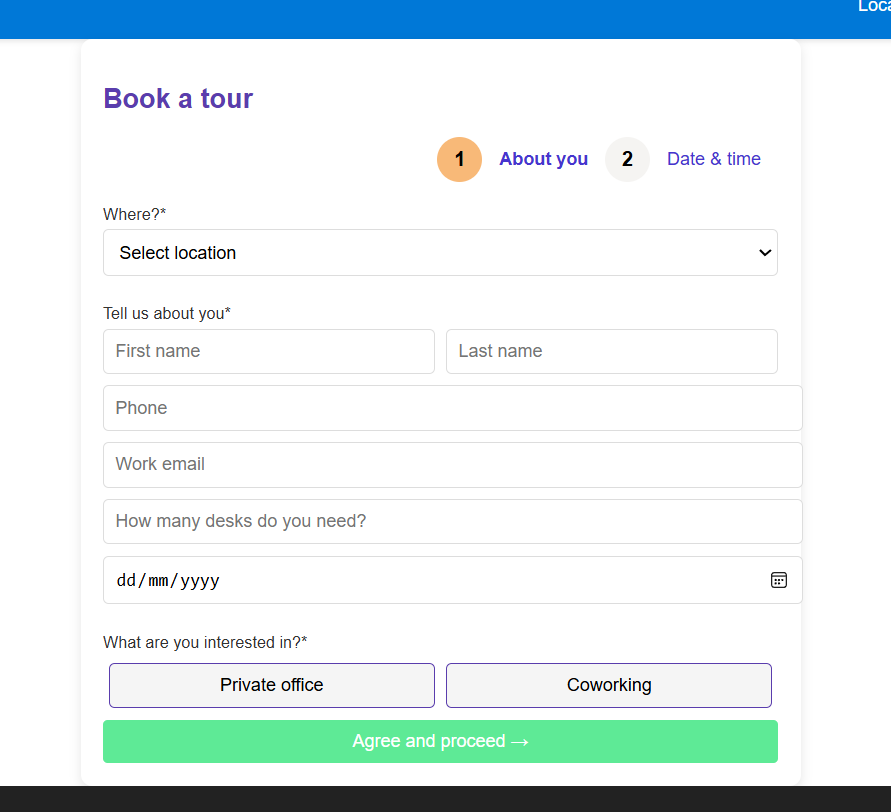 Book a tour
1 About you 2 Date & time
Where?*
Select location
Tell us about you*
First name Last name
Phone
Work email
How many desks do you need?
dd/mm/yyyy
What are you interested in?*
Private office Coworking
Agree and proceed →